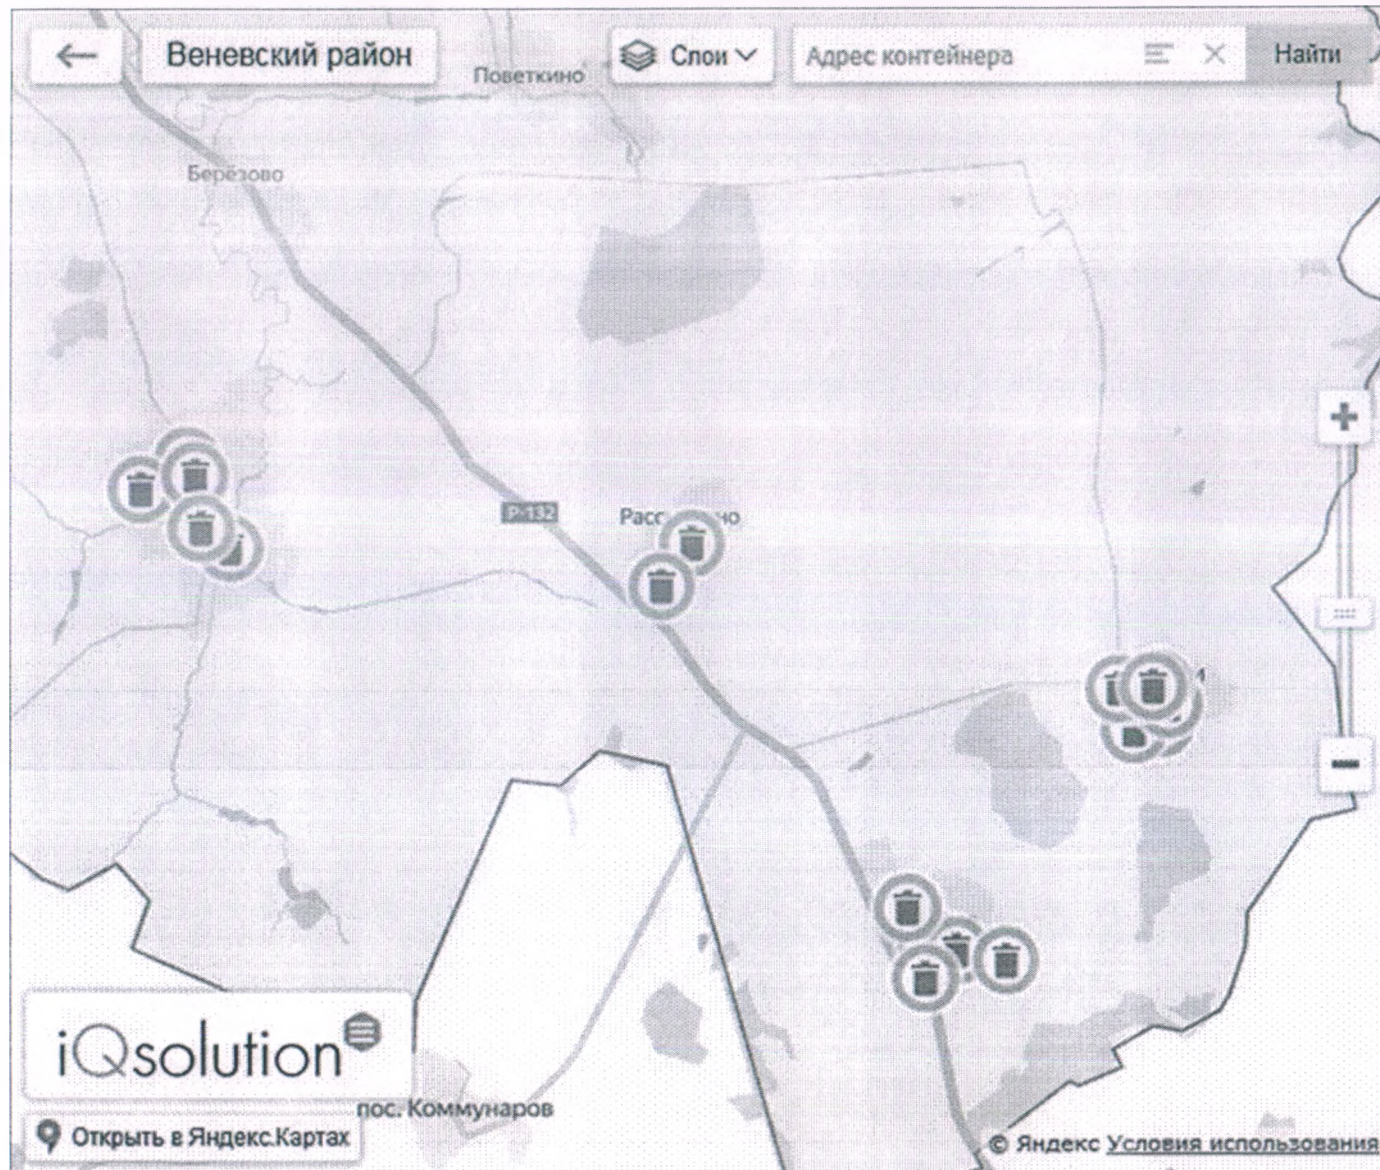 Веневский район
Слои
Адрес контейнера
Найти
Поветкино
Берёзово
Р-132
iQsolution
пос. Коммунаров
Открыть в Яндекс.Картах
© Яндекс Условия использования